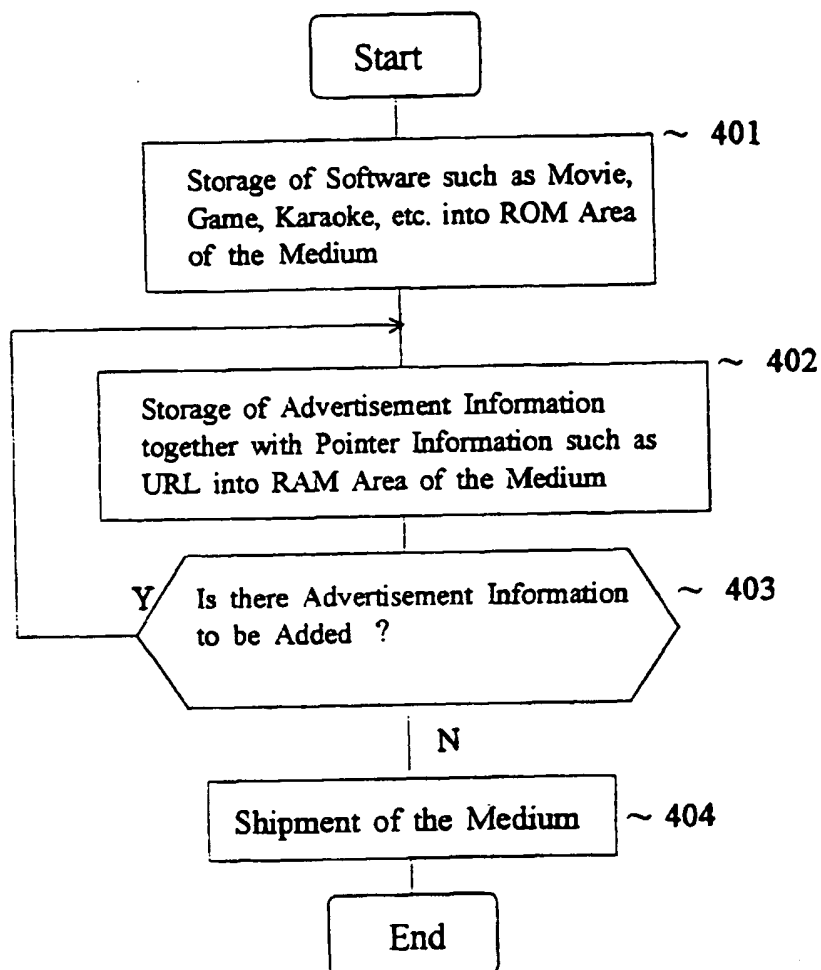 Start
~ 401
Storage of Software such as Movie,
Game, Karaoke, etc. into ROM Area
of the Medium
~ 402
Storage of Advertisement Information
together with Pointer Information such as
URL into RAM Area of the Medium
Y
Is there Advertisement Information
to be Added ?
~ 403
N
Shipment of the Medium
~ 404
End